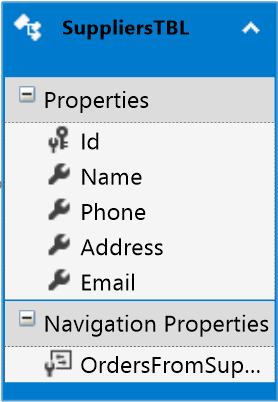 SuppliersTBL
Properties
Id
Name
Phone
Address
Email
Navigation Properties
OrdersFromSup...